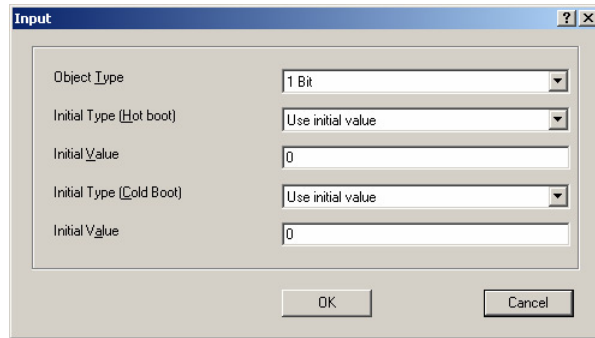 Input
Object Type 1 Bit
Initial Type (Hot boot) Use initial value
Initial Value 0
Initial Type (Cold Boot) Use initial value
Initial Value 0
OK Cancel